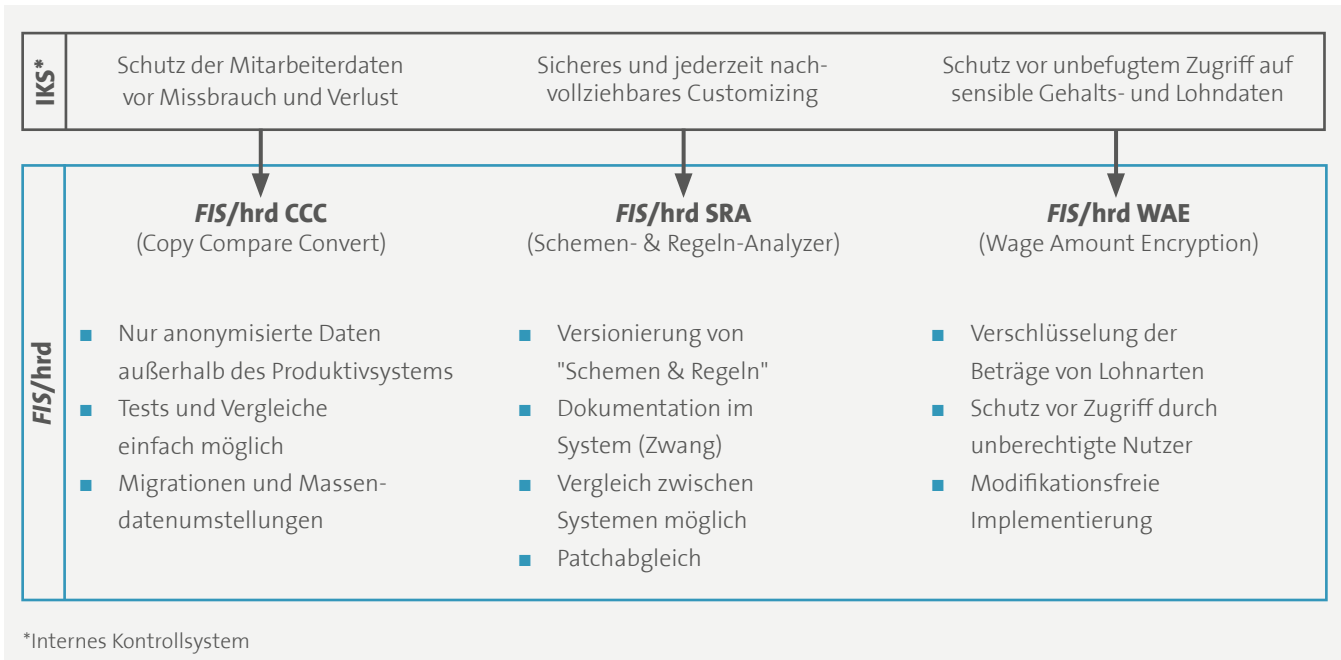 IKS*
Schutz der Mitarbeiterdaten
vor Missbrauch und Verlust
Sicheres und jederzeit nach-
vollziehbares Customizing
Schutz vor unbefugtem Zugriff auf
sensible Gehalts- und Lohndaten
FIS/hrd
FIS/hrd CCC
(Copy Compare Convert)
■ Nur anonymisierte Daten
außerhalb des Produktivsystems
■ Tests und Vergleiche
einfach möglich
■ Migrationen und Massen-
datenumstellungen
FIS/hrd SRA
(Schemen- & Regeln-Analyzer)
■ Versionierung von
"Schemen & Regeln"
■ Dokumentation im
System (Zwang)
■ Vergleich zwischen
Systemen möglich
■ Patchabgleich
FIS/hrd WAE
(Wage Amount Encryption)
■ Verschlüsselung der
Beträge von Lohnarten
■ Schutz vor Zugriff durch
unberechtigte Nutzer
■ Modifikationsfreie
Implementierung
*Internes Kontrollsystem